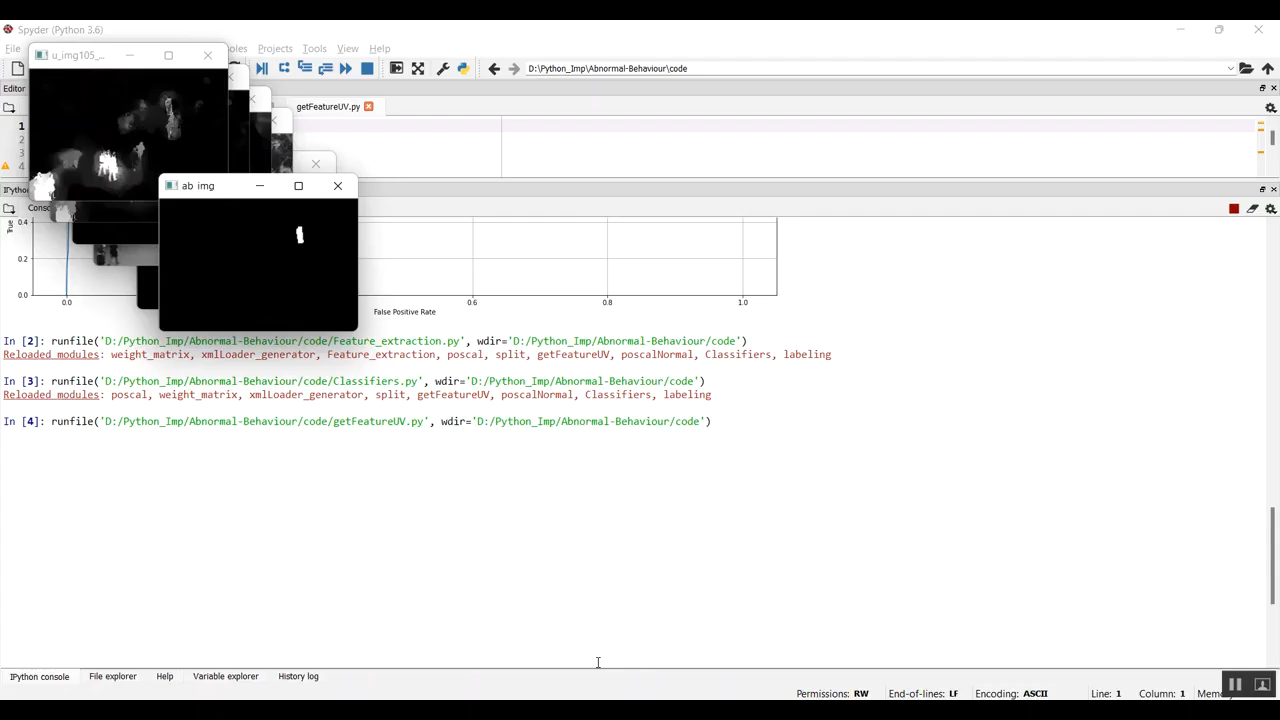 Spyder (Python 3.6)
File
Projects Tools View Help
u_img105_...
D:\Python_Imp\Abnormal-Behaviour\code
Editor
getFeatureUV.py
1
2
3
4
ab img
0.4
True
0.2
0.0
0.0 0.6 0.8 1.0
False Positive Rate
In [2]: runfile('D:/Python_Imp/Abnormal-Behaviour/code/Feature_extraction.py', wdir='D:/Python_Imp/Abnormal-Behaviour/code')
Reloaded modules: weight_matrix, xmlLoader_generator, Feature_extraction, poscal, split, getFeatureUV, poscalNormal, Classifiers, labeling
In [3]: runfile('D:/Python_Imp/Abnormal-Behaviour/code/Classifiers.py', wdir='D:/Python_Imp/Abnormal-Behaviour/code')
Reloaded modules: poscal, weight_matrix, xmlLoader_generator, split, getFeatureUV, poscalNormal, Classifiers, labeling
In [4]: runfile('D:/Python_Imp/Abnormal-Behaviour/code/getFeatureUV.py', wdir='D:/Python_Imp/Abnormal-Behaviour/code')
IPython console File explorer Help Variable explorer History log
Permissions: RW End-of-lines: LF Encoding: ASCII Line: 1 Column: 1